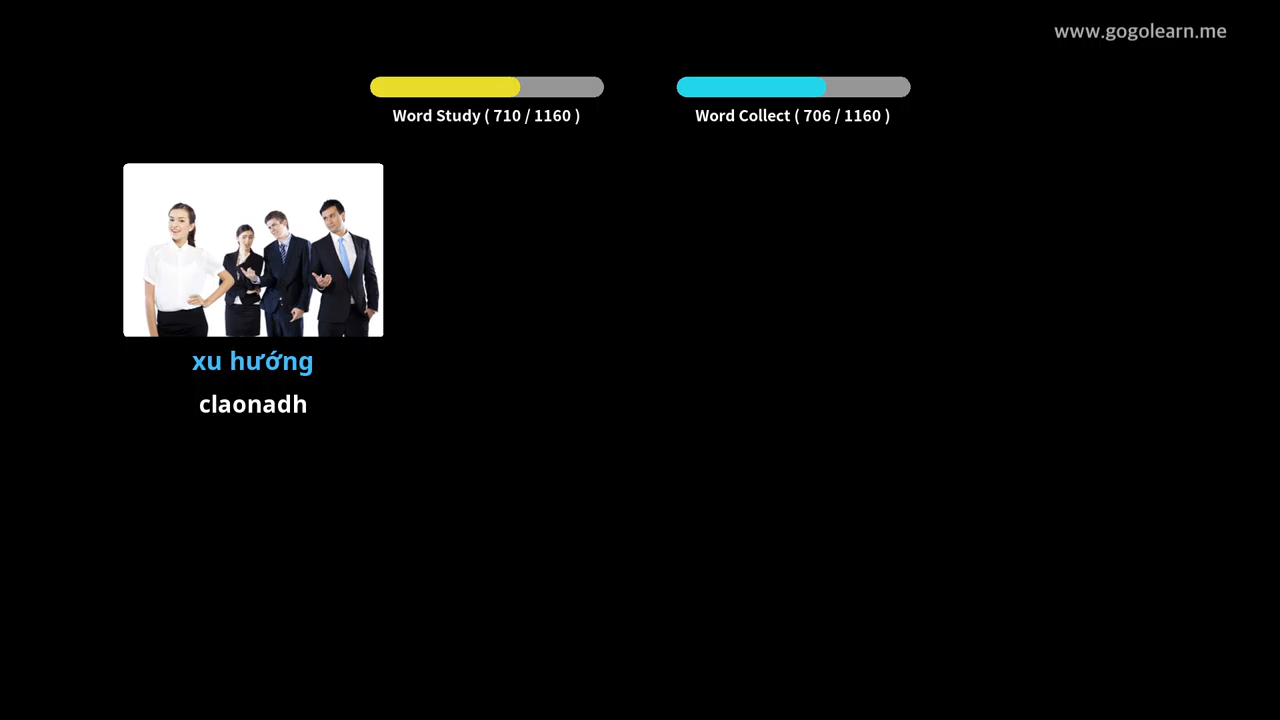 www.gogolearn.me
Word Study ( 710 / 1160 )
Word Collect ( 706 / 1160 )
xu hướng
claonadh